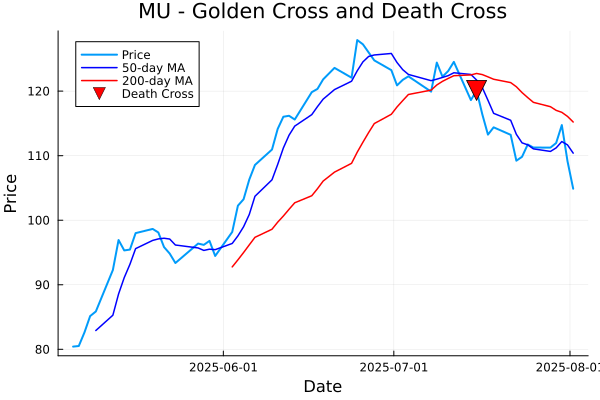 MU - Golden Cross and Death Cross
Price
50-day MA
200-day MA
Death Cross
120
110
100
90
80
Price
2025-06-01
2025-07-01
2025-08-01
Date